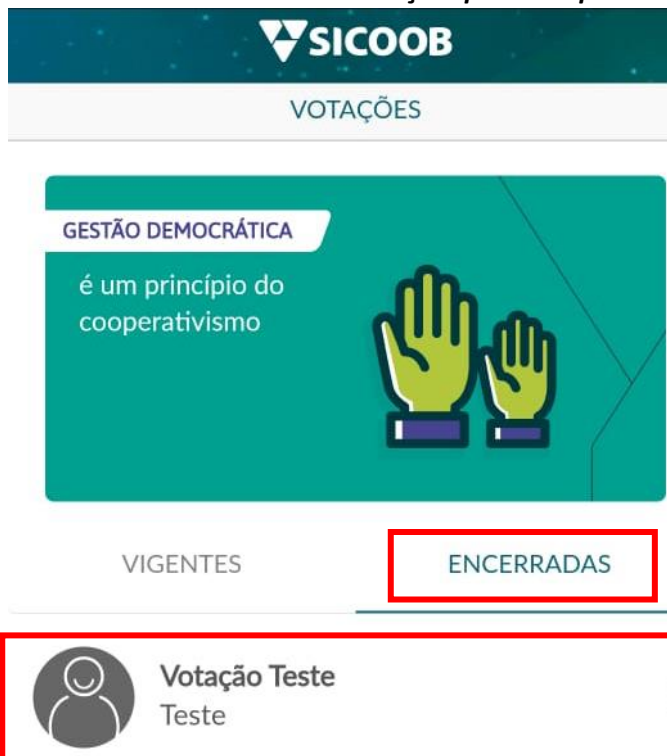 SICOOB
VOTAÇÕES
GESTÃO DEMOCRÁTICA
é um princípio do
cooperativismo
VIGENTES
ENCERRADAS
Votação Teste
Teste